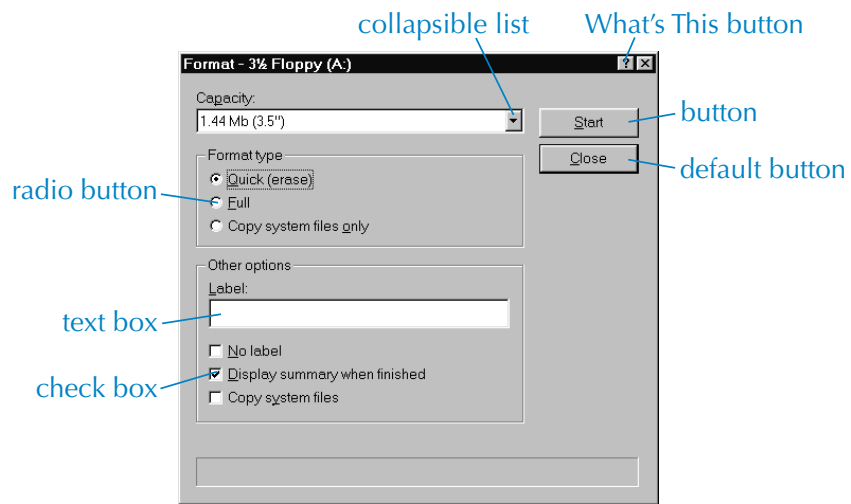 collapsible list
What's This button
Format - 3½ Floppy (A:)
Capacity:
1.44 Mb (3.5")
Start
button
Close
default button
Format type
Quick (erase)
radio button
Full
Copy system files only
Other options
Label:
text box
No label
Display summary when finished
check box
Copy system files